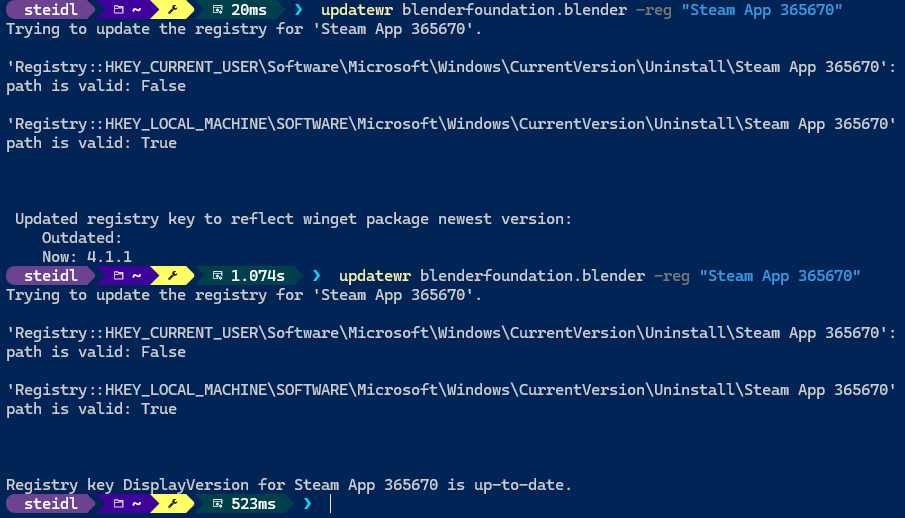 steidl ~ 20ms ❯ updatewr blenderfoundation.blender -reg "Steam App 365670"
Trying to update the registry for 'Steam App 365670'.
'Registry::HKEY_CURRENT_USER\Software\Microsoft\Windows\CurrentVersion\Uninstall\Steam App 365670':
path is valid: False
'Registry::HKEY_LOCAL_MACHINE\SOFTWARE\Microsoft\Windows\CurrentVersion\Uninstall\Steam App 365670'
path is valid: True
Updated registry key to reflect winget package newest version:
Outdated:
Now: 4.1.1
steidl ~ 1.074s ❯ updatewr blenderfoundation.blender -reg "Steam App 365670"
Trying to update the registry for 'Steam App 365670'.
'Registry::HKEY_CURRENT_USER\Software\Microsoft\Windows\CurrentVersion\Uninstall\Steam App 365670':
path is valid: False
'Registry::HKEY_LOCAL_MACHINE\SOFTWARE\Microsoft\Windows\CurrentVersion\Uninstall\Steam App 365670'
path is valid: True
Registry key DisplayVersion for Steam App 365670 is up-to-date.
steidl ~ 523ms ❯